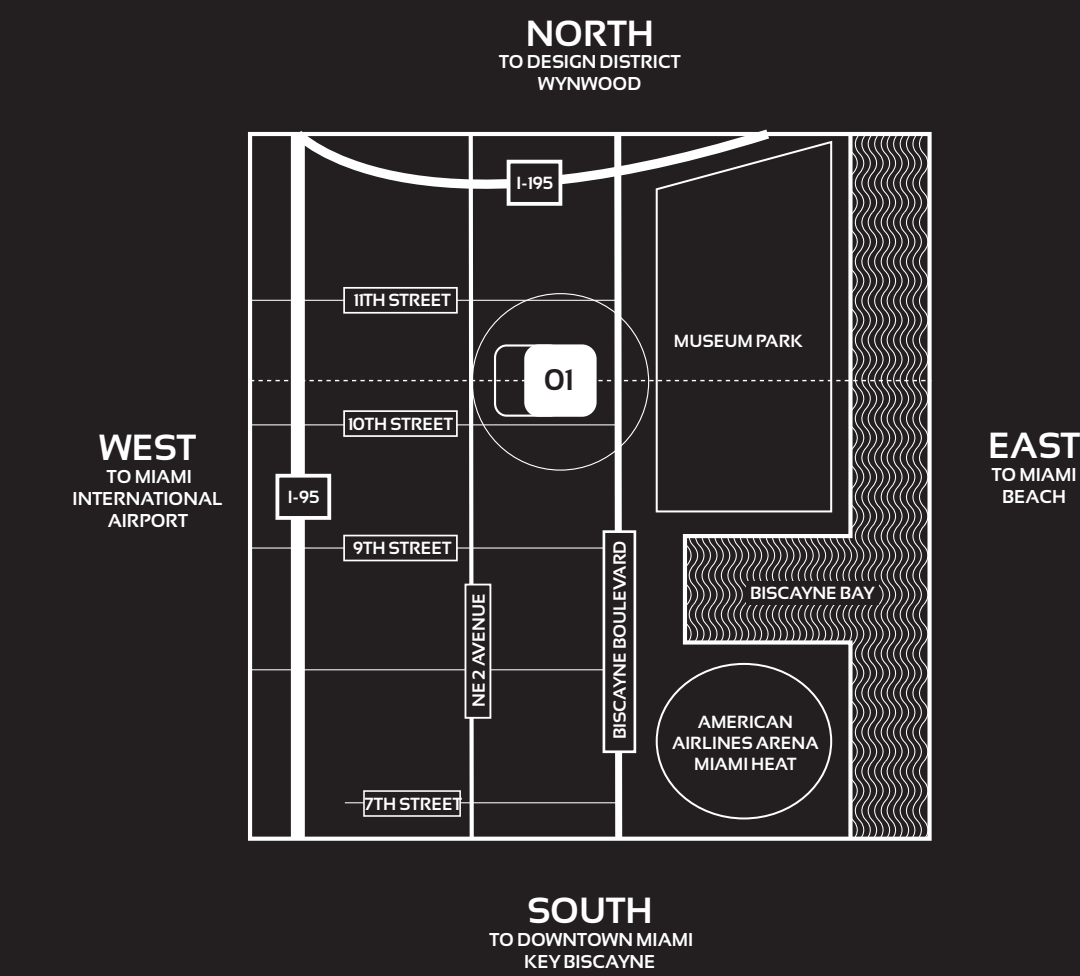 NORTH
TO DESIGN DISTRICT
WYNWOOD
I-195
11TH STREET
MUSEUM PARK
01
10TH STREET
WEST
TO MIAMI
INTERNATIONAL
AIRPORT
EAST
TO MIAMI
BEACH
I-95
9TH STREET
BISCAYNE BAY
NE 2 AVENUE
BISCAYNE BOULEVARD
AMERICAN
AIRLINES ARENA
MIAMI HEAT
7TH STREET
SOUTH
TO DOWNTOWN MIAMI
KEY BISCAYNE